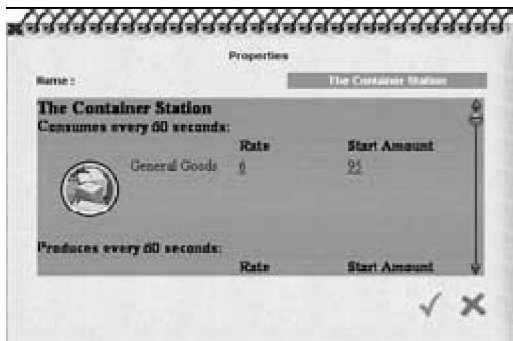 Properties
Name : The Container Station
The Container Station
Consumes every 60 seconds:
Rate Start Amount
General Goods 6 95
Produces every 60 seconds:
Rate Start Amount